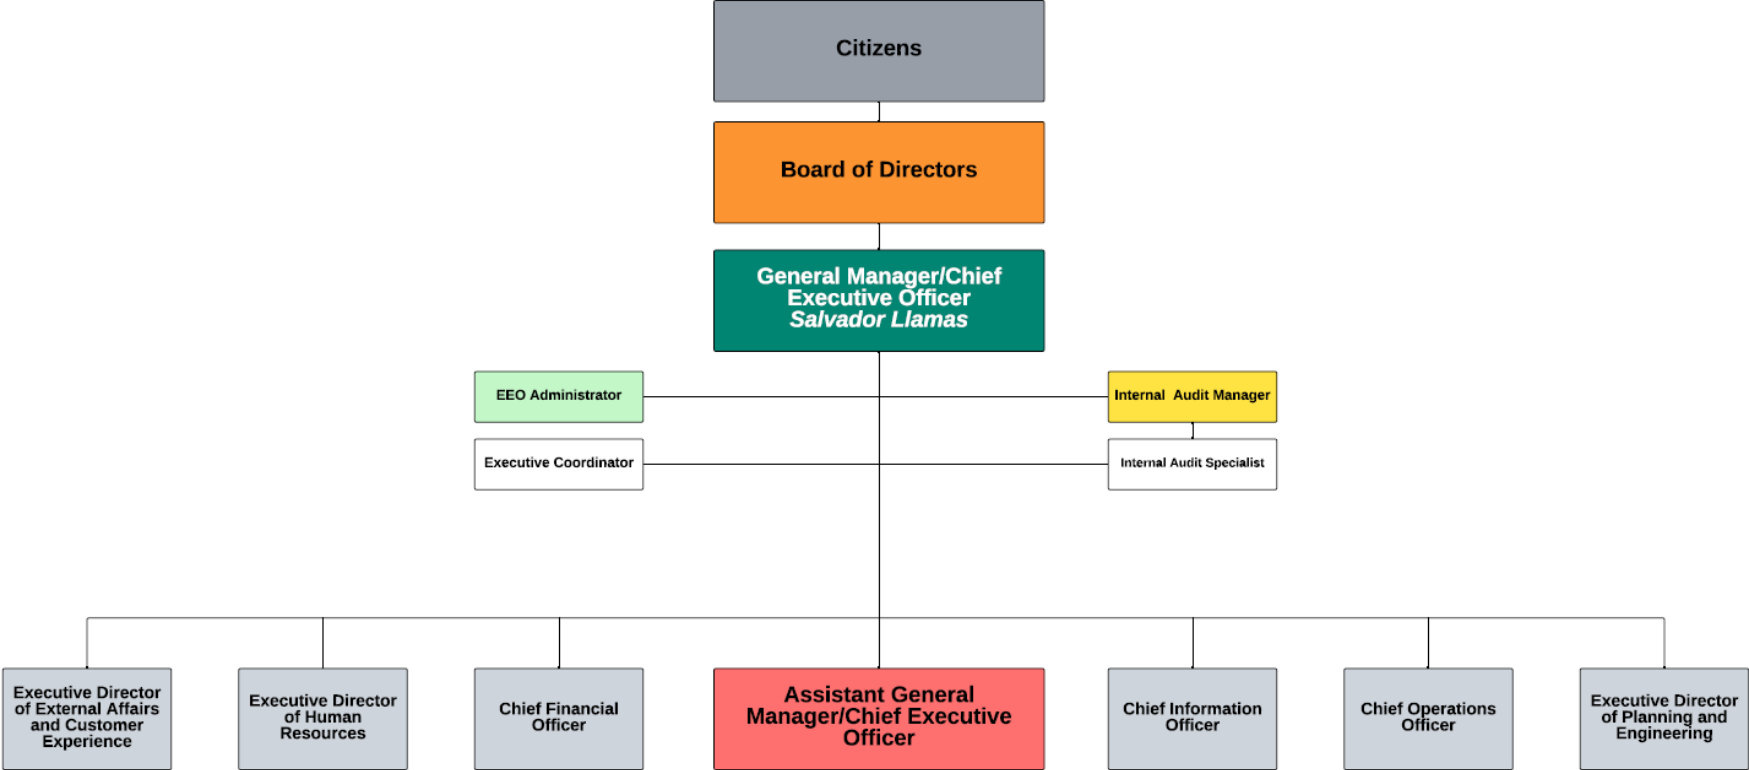 Citizens
Board of Directors
General Manager/Chief
Executive Officer
Salvador Llamas
EEO Administrator
Internal Audit Manager
Executive Coordinator
Internal Audit Specialist
Executive Director
of External Affairs
and Customer
Experience
Executive Director
of Human
Resources
Chief Financial
Officer
Assistant General
Manager/Chief Executive
Officer
Chief Information
Officer
Chief Operations
Officer
Executive Director
of Planning and
Engineering